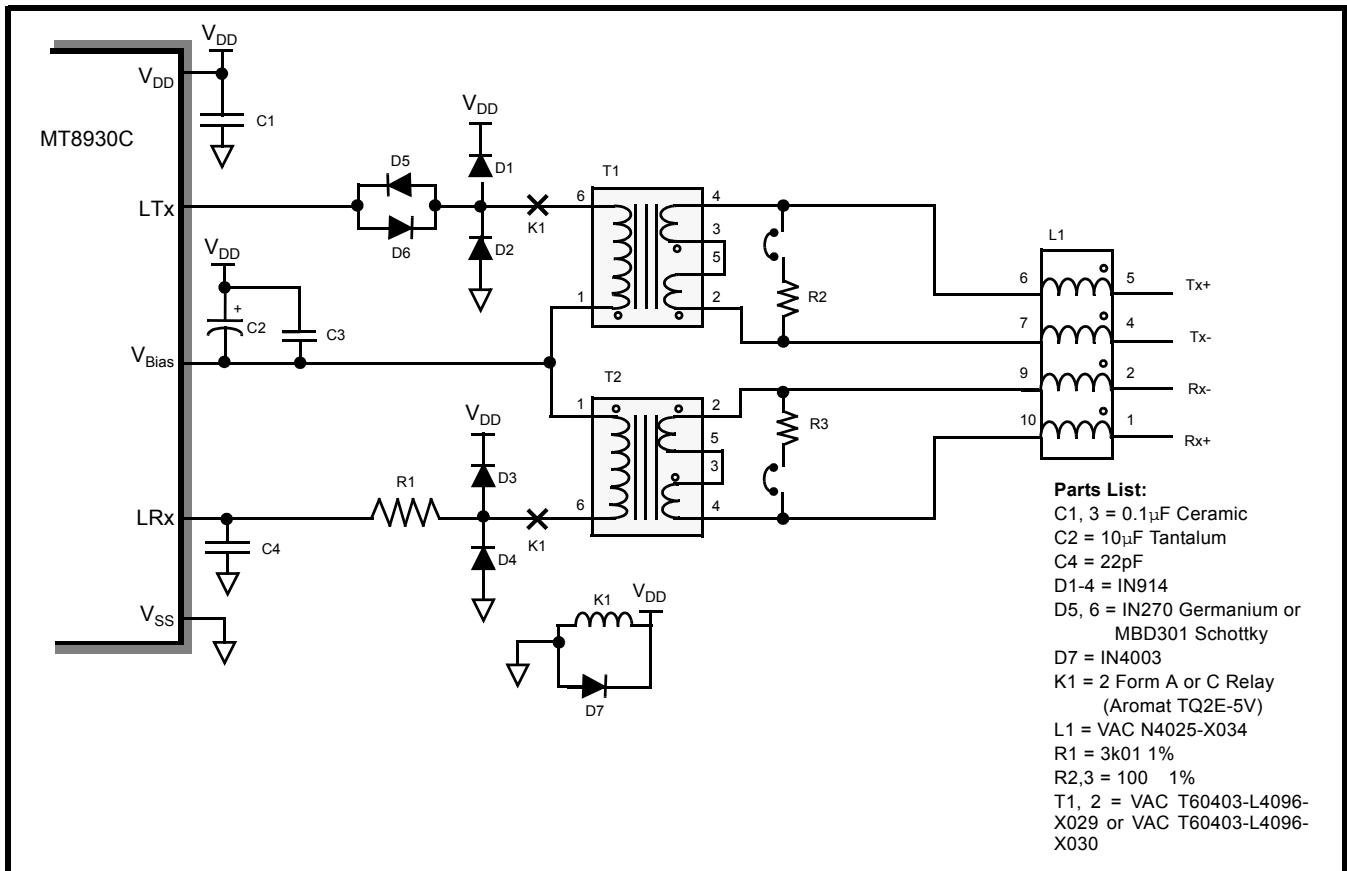 VDD
VDD
MT8930C
C1
VDD
D5
D1
LTx
D6
D2
K1
T1
6
4
3
5
1
2
R2
L1
6
5
Tx+
7
4
Tx-
9
2
Rx-
10
1
Rx+
VDD
+
C2
C3
VBias
T2
1
2
5
3
6
4
R3
VDD
D3
R1
LRx
C4
D4
K1
VSS
K1
VDD
D7
Parts List:
C1, 3 = 0.1μF Ceramic
C2 = 10μF Tantalum
C4 = 22pF
D1-4 = IN914
D5, 6 = IN270 Germanium or
MBD301 Schottky
D7 = IN4003
K1 = 2 Form A or C Relay
(Aromat TQ2E-5V)
L1 = VAC N4025-X034
R1 = 3k01 1%
R2,3 = 100 1%
T1, 2 = VAC T60403-L4096-
X029 or VAC T60403-L4096-
X030